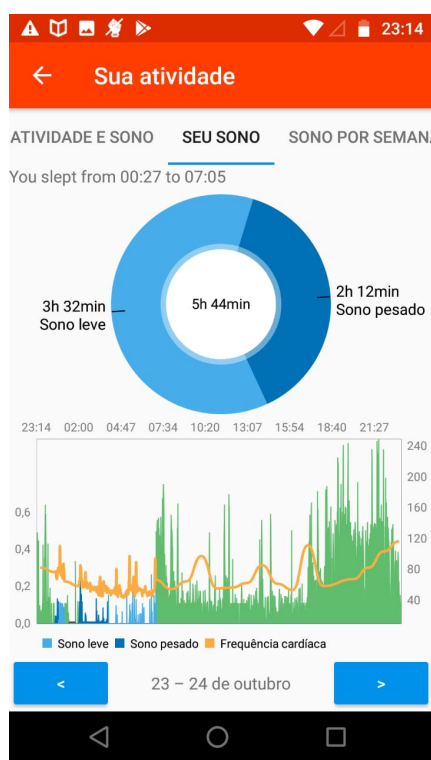 23:14
Sua atividade
ATIVIDADE E SONO SEU SONO SONO POR SEMAN
You slept from 00:27 to 07:05
3h 32min
Sono leve
5h 44min
2h 12min
Sono pesado
23:14 02:00 04:47 07:34 10:20 13:07 15:54 18:40 21:27
240
200
160
0,6
120
0,4
80
0,2
40
0,0
Sono leve Sono pesado Frequência cardíaca
< 23 – 24 de outubro >